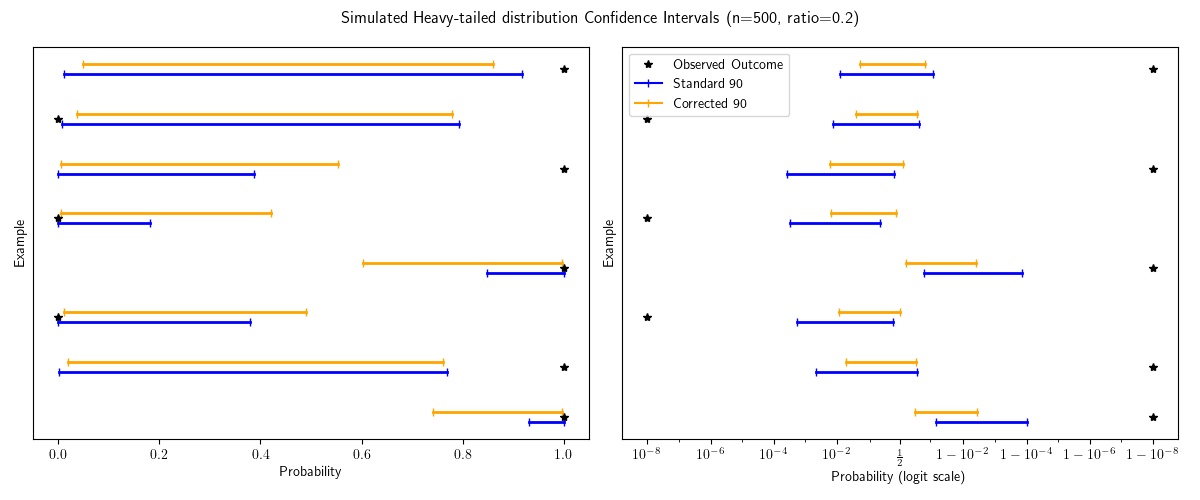 Simulated Heavy-tailed distribution Confidence Intervals (n=500, ratio=0.2)
Observed Outcome
Standard 90
Corrected 90
Example
Example
0.0 0.2 0.4 0.6 0.8 1.0
Probability
10⁻⁸ 10⁻⁶ 10⁻⁴ 10⁻² 1/2 1−10⁻² 1−10⁻⁴ 1−10⁻⁶ 1−10⁻⁸
Probability (logit scale)